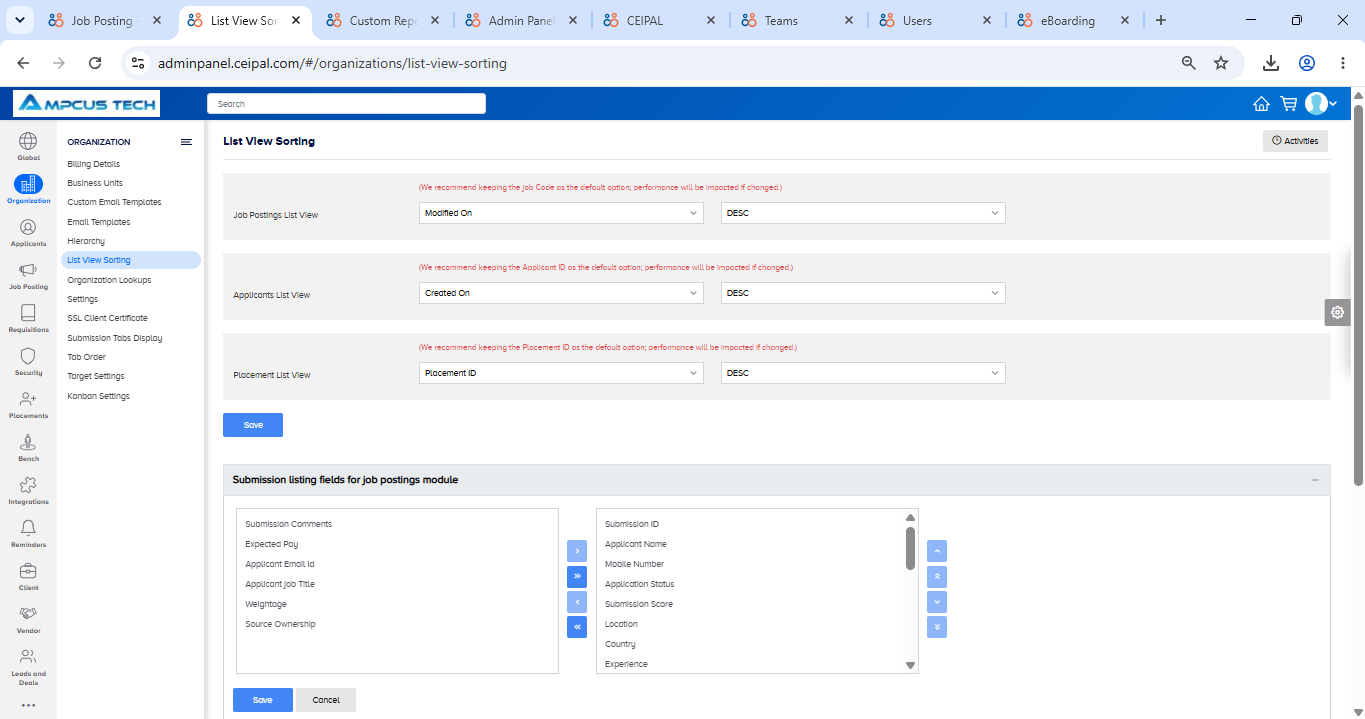 Job Posting
List View Sor
Custom Repo
Admin Panel
CEIPAL
Teams
Users
eBoarding
adminpanel.ceipal.com/#/organizations/list-view-sorting
AMPCUS TECH
Search
Global
Organization
Applicants
Job Posting
Requisitions
Security
Placements
Bench
Integrations
Reminders
Client
Vendor
Leads and
Deals
ORGANIZATION
Billing Details
Business Units
Custom Email Templates
Email Templates
Hierarchy
List View Sorting
Organization Lookups
Settings
SSL Client Certificate
Submission Tabs Display
Tab Order
Target Settings
Kanban Settings
List View Sorting
Activities
(We recommend keeping the Job Code as the default option; performance will be impacted if changed.)
Job Postings List View
Modified On
DESC
(We recommend keeping the Applicant ID as the default option; performance will be impacted if changed.)
Applicants List View
Created On
DESC
(We recommend keeping the Placement ID as the default option; performance will be impacted if changed.)
Placement List View
Placement ID
DESC
Save
Submission listing fields for job postings module
Submission Comments
Expected Pay
Applicant Email Id
Applicant Job Title
Weightage
Source Ownership
Submission ID
Applicant Name
Mobile Number
Application Status
Submission Score
Location
Country
Experience
Save
Cancel